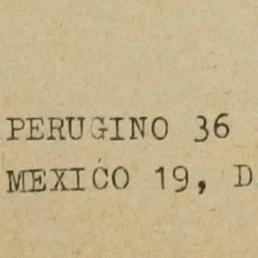 PERUGINO 36
MEXICO 19, D